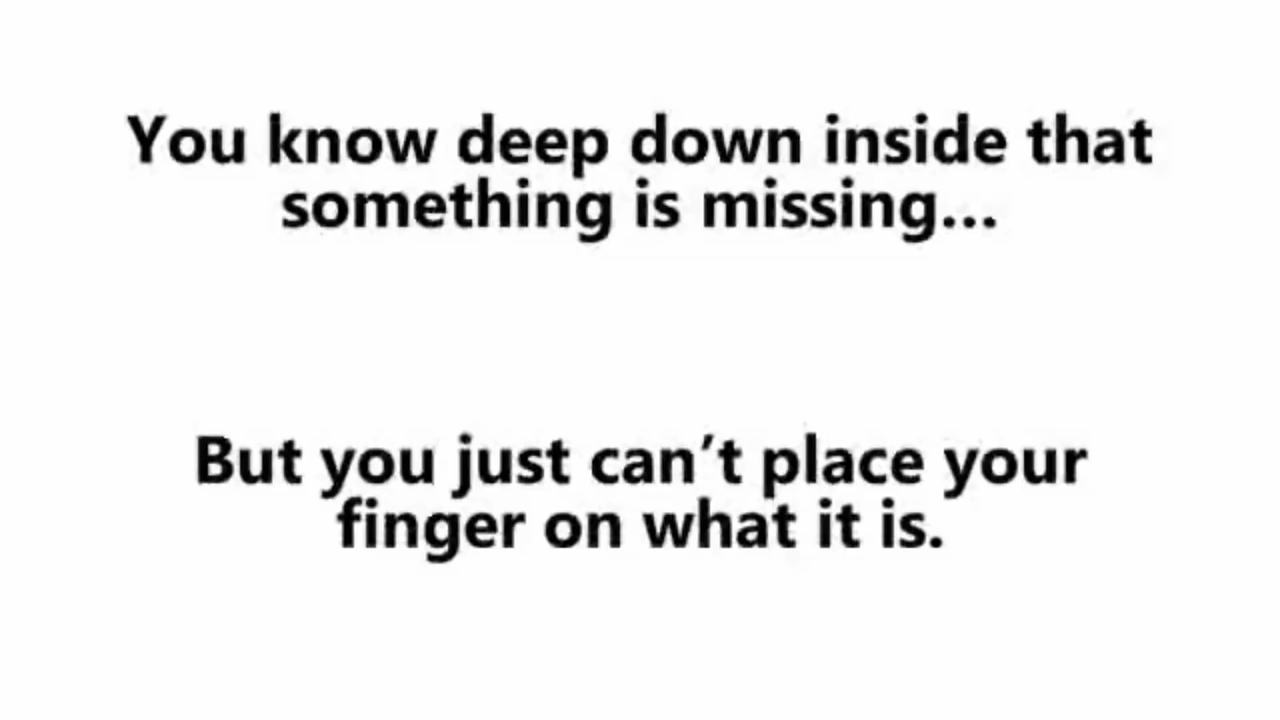 You know deep down inside that
something is missing...
But you just can’t place your
finger on what it is.